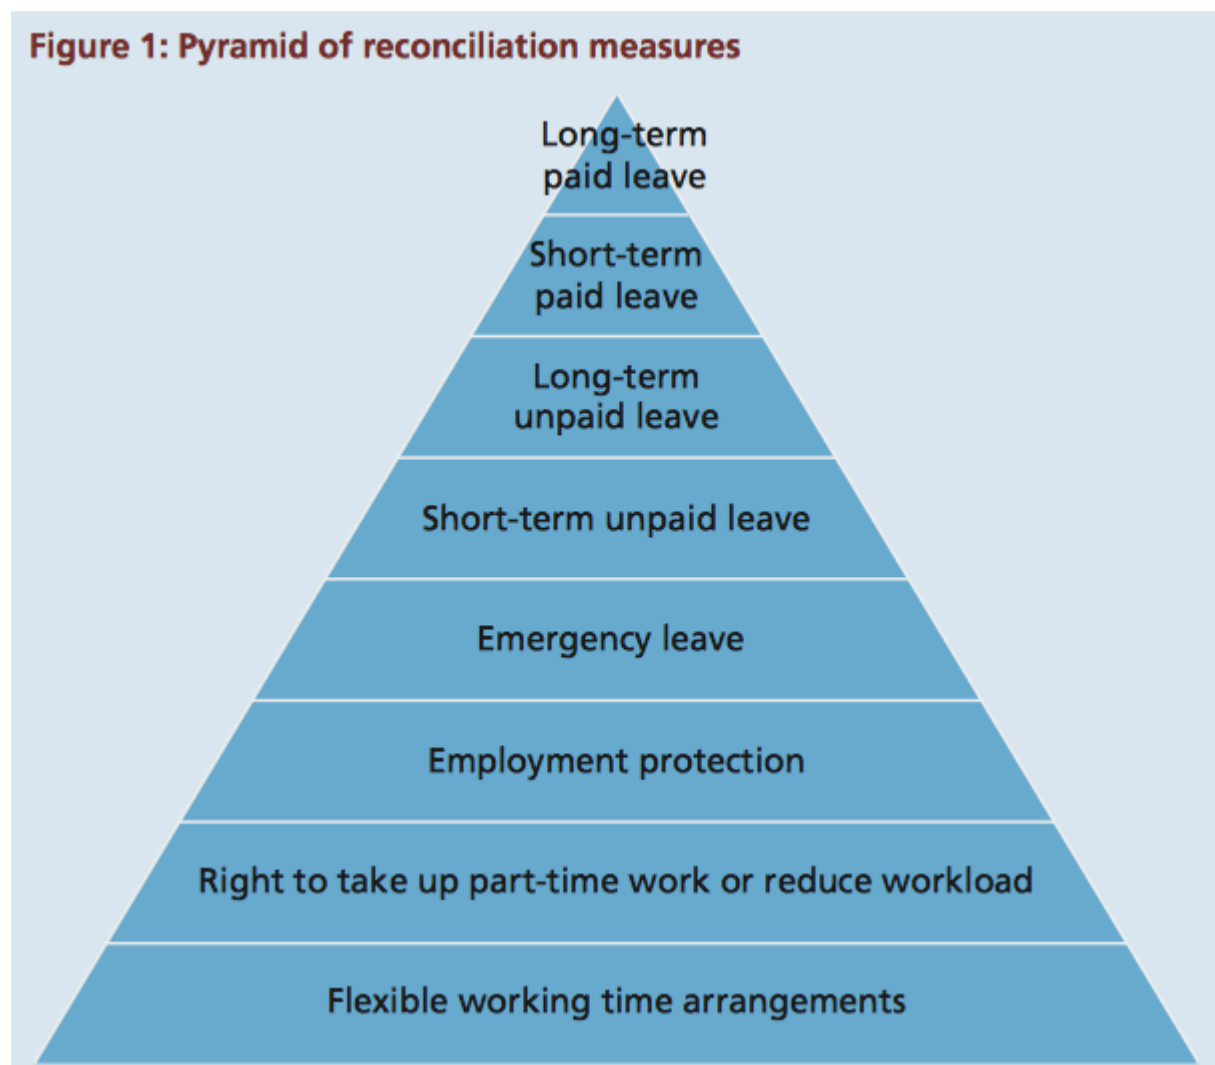 Figure 1: Pyramid of reconciliation measures
Long-term
paid leave
Short-term
paid leave
Long-term
unpaid leave
Short-term unpaid leave
Emergency leave
Employment protection
Right to take up part-time work or reduce workload
Flexible working time arrangements